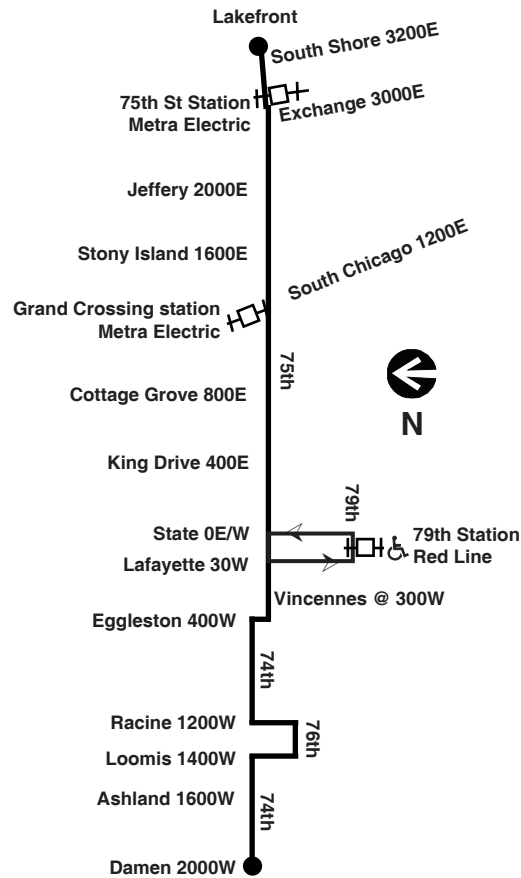 Lakefront
South Shore 3200E
75th St Station
Metra Electric
Exchange 3000E
Jeffery 2000E
Stony Island 1600E
South Chicago 1200E
Grand Crossing station
Metra Electric
75th
Cottage Grove 800E
N
King Drive 400E
79th
State 0E/W
79th Station
Red Line
Lafayette 30W
Vincennes @ 300W
Eggleston 400W
74th
Racine 1200W
76th
Loomis 1400W
Ashland 1600W
74th
Damen 2000W